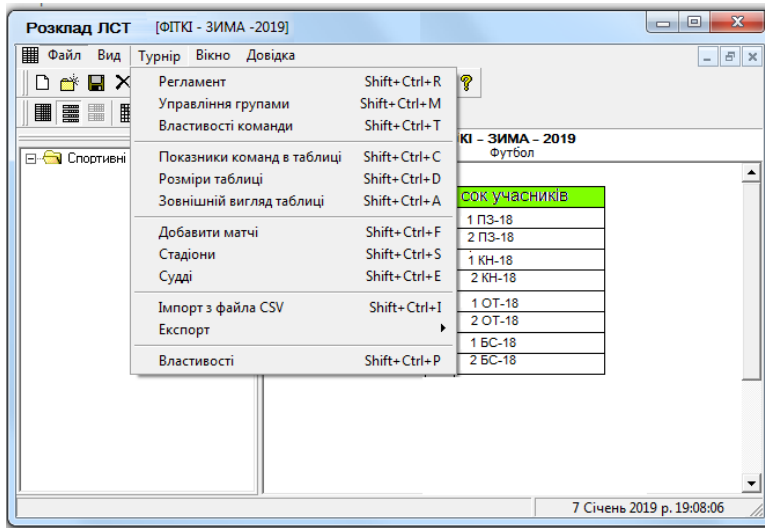 Розклад ЛСТ [ФІТКІ - ЗИМА -2019]
Файл Вид Турнір Вікно Довідка
Регламент Shift+Ctrl+R
Управління групами Shift+Ctrl+M
Властивості команди Shift+Ctrl+T
КІ – ЗИМА – 2019
Футбол
Спортивні
Показники команд в таблиці Shift+Ctrl+C
Розміри таблиці Shift+Ctrl+D
Зовнішній вигляд таблиці Shift+Ctrl+A
сок учасників
Добавити матчі Shift+Ctrl+F
Стадіони Shift+Ctrl+S
Судді Shift+Ctrl+E
Імпорт з файла CSV Shift+Ctrl+I
Експорт
Властивості Shift+Ctrl+P
1 ПЗ-18
2 ПЗ-18
1 КН-18
2 КН-18
1 ОТ-18
2 ОТ-18
1 БС-18
2 БС-18
7 Січень 2019 р. 19:08:06